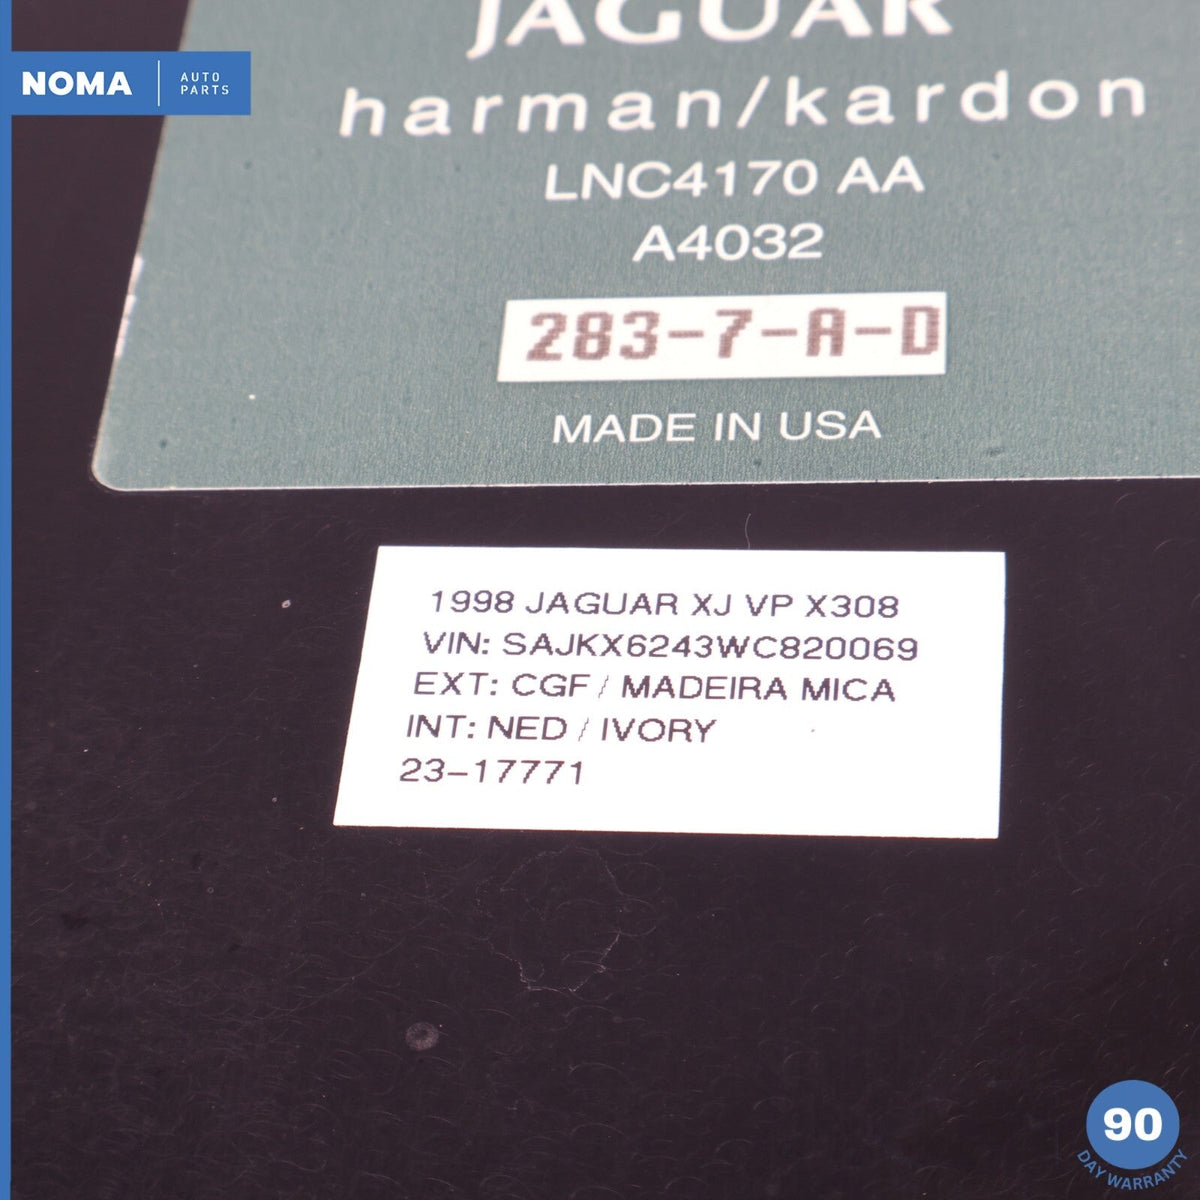 JAGUAR
NOMA AUTO PARTS
harman/kardon
LNC4170 AA
A4032
283-7-A-D
MADE IN USA
1998 JAGUAR XJ VP X308
VIN: SAJKX6243WC820069
EXT: CGF / MADEIRA MICA
INT: NED / IVORY
23-17771
90
DAY WARRANTY